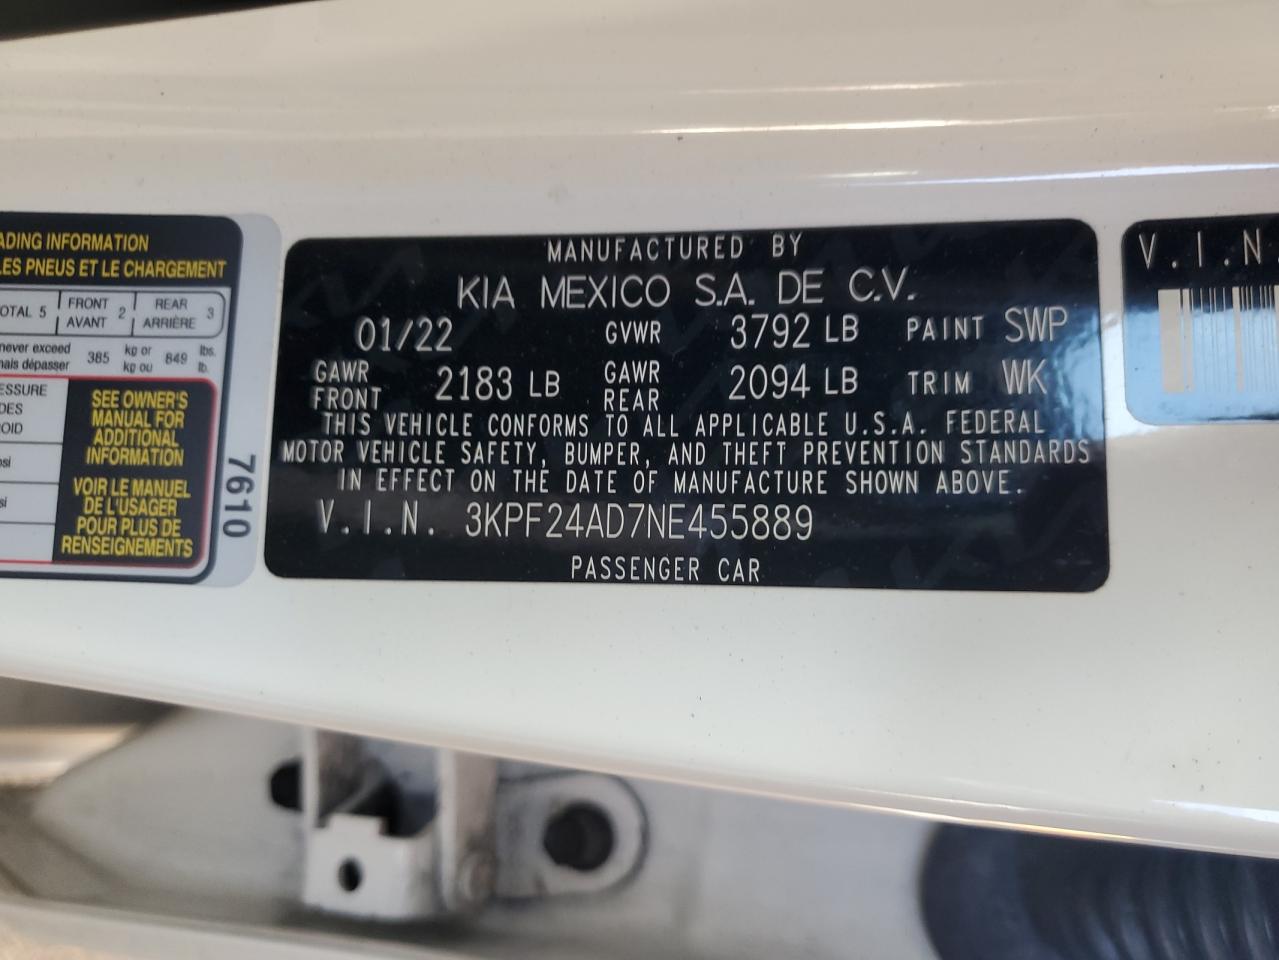 ADING INFORMATION
LES PNEUS ET LE CHARGEMENT
OTAL 5 FRONT AVANT 2 REAR ARRIÈRE 3
never exceed 385 kg or 849 lbs.
mais dépasser kg ou lb.
ESSURE
DES
ROID
SEE OWNER'S
MANUAL FOR
ADDITIONAL
INFORMATION
psi
VOIR LE MANUEL
DE L'USAGER
POUR PLUS DE
RENSEIGNEMENTS
7610
MANUFACTURED BY
KIA MEXICO S.A. DE C.V.
01/22 GVWR 3792 LB PAINT SWP
GAWR FRONT 2183 LB GAWR REAR 2094 LB TRIM WK
THIS VEHICLE CONFORMS TO ALL APPLICABLE U.S.A. FEDERAL
MOTOR VEHICLE SAFETY, BUMPER, AND THEFT PREVENTION STANDARDS
IN EFFECT ON THE DATE OF MANUFACTURE SHOWN ABOVE.
V.I.N. 3KPF24AD7NE455889
PASSENGER CAR
V.I.N.